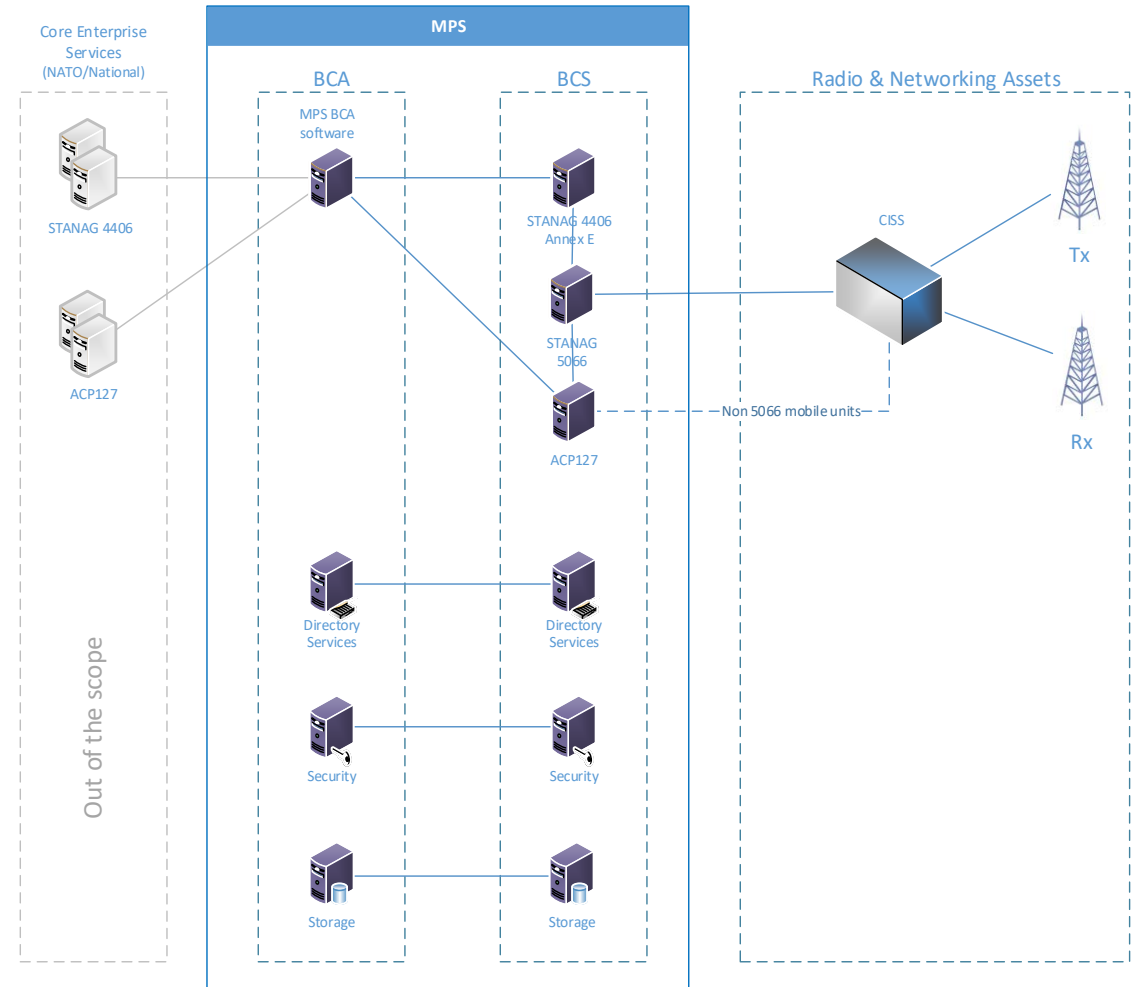 MPS
Core Enterprise
Services
(NATO/National)
BCA
BCS
Radio & Networking Assets
MPS BCA
software
STANAG 4406
STANAG 4406
Annex E
CISS
Tx
STANAG
5066
ACP127
Non 5066 mobile units
Rx
ACP127
Directory
Services
Directory
Services
Out of the scope
Security
Security
Storage
Storage